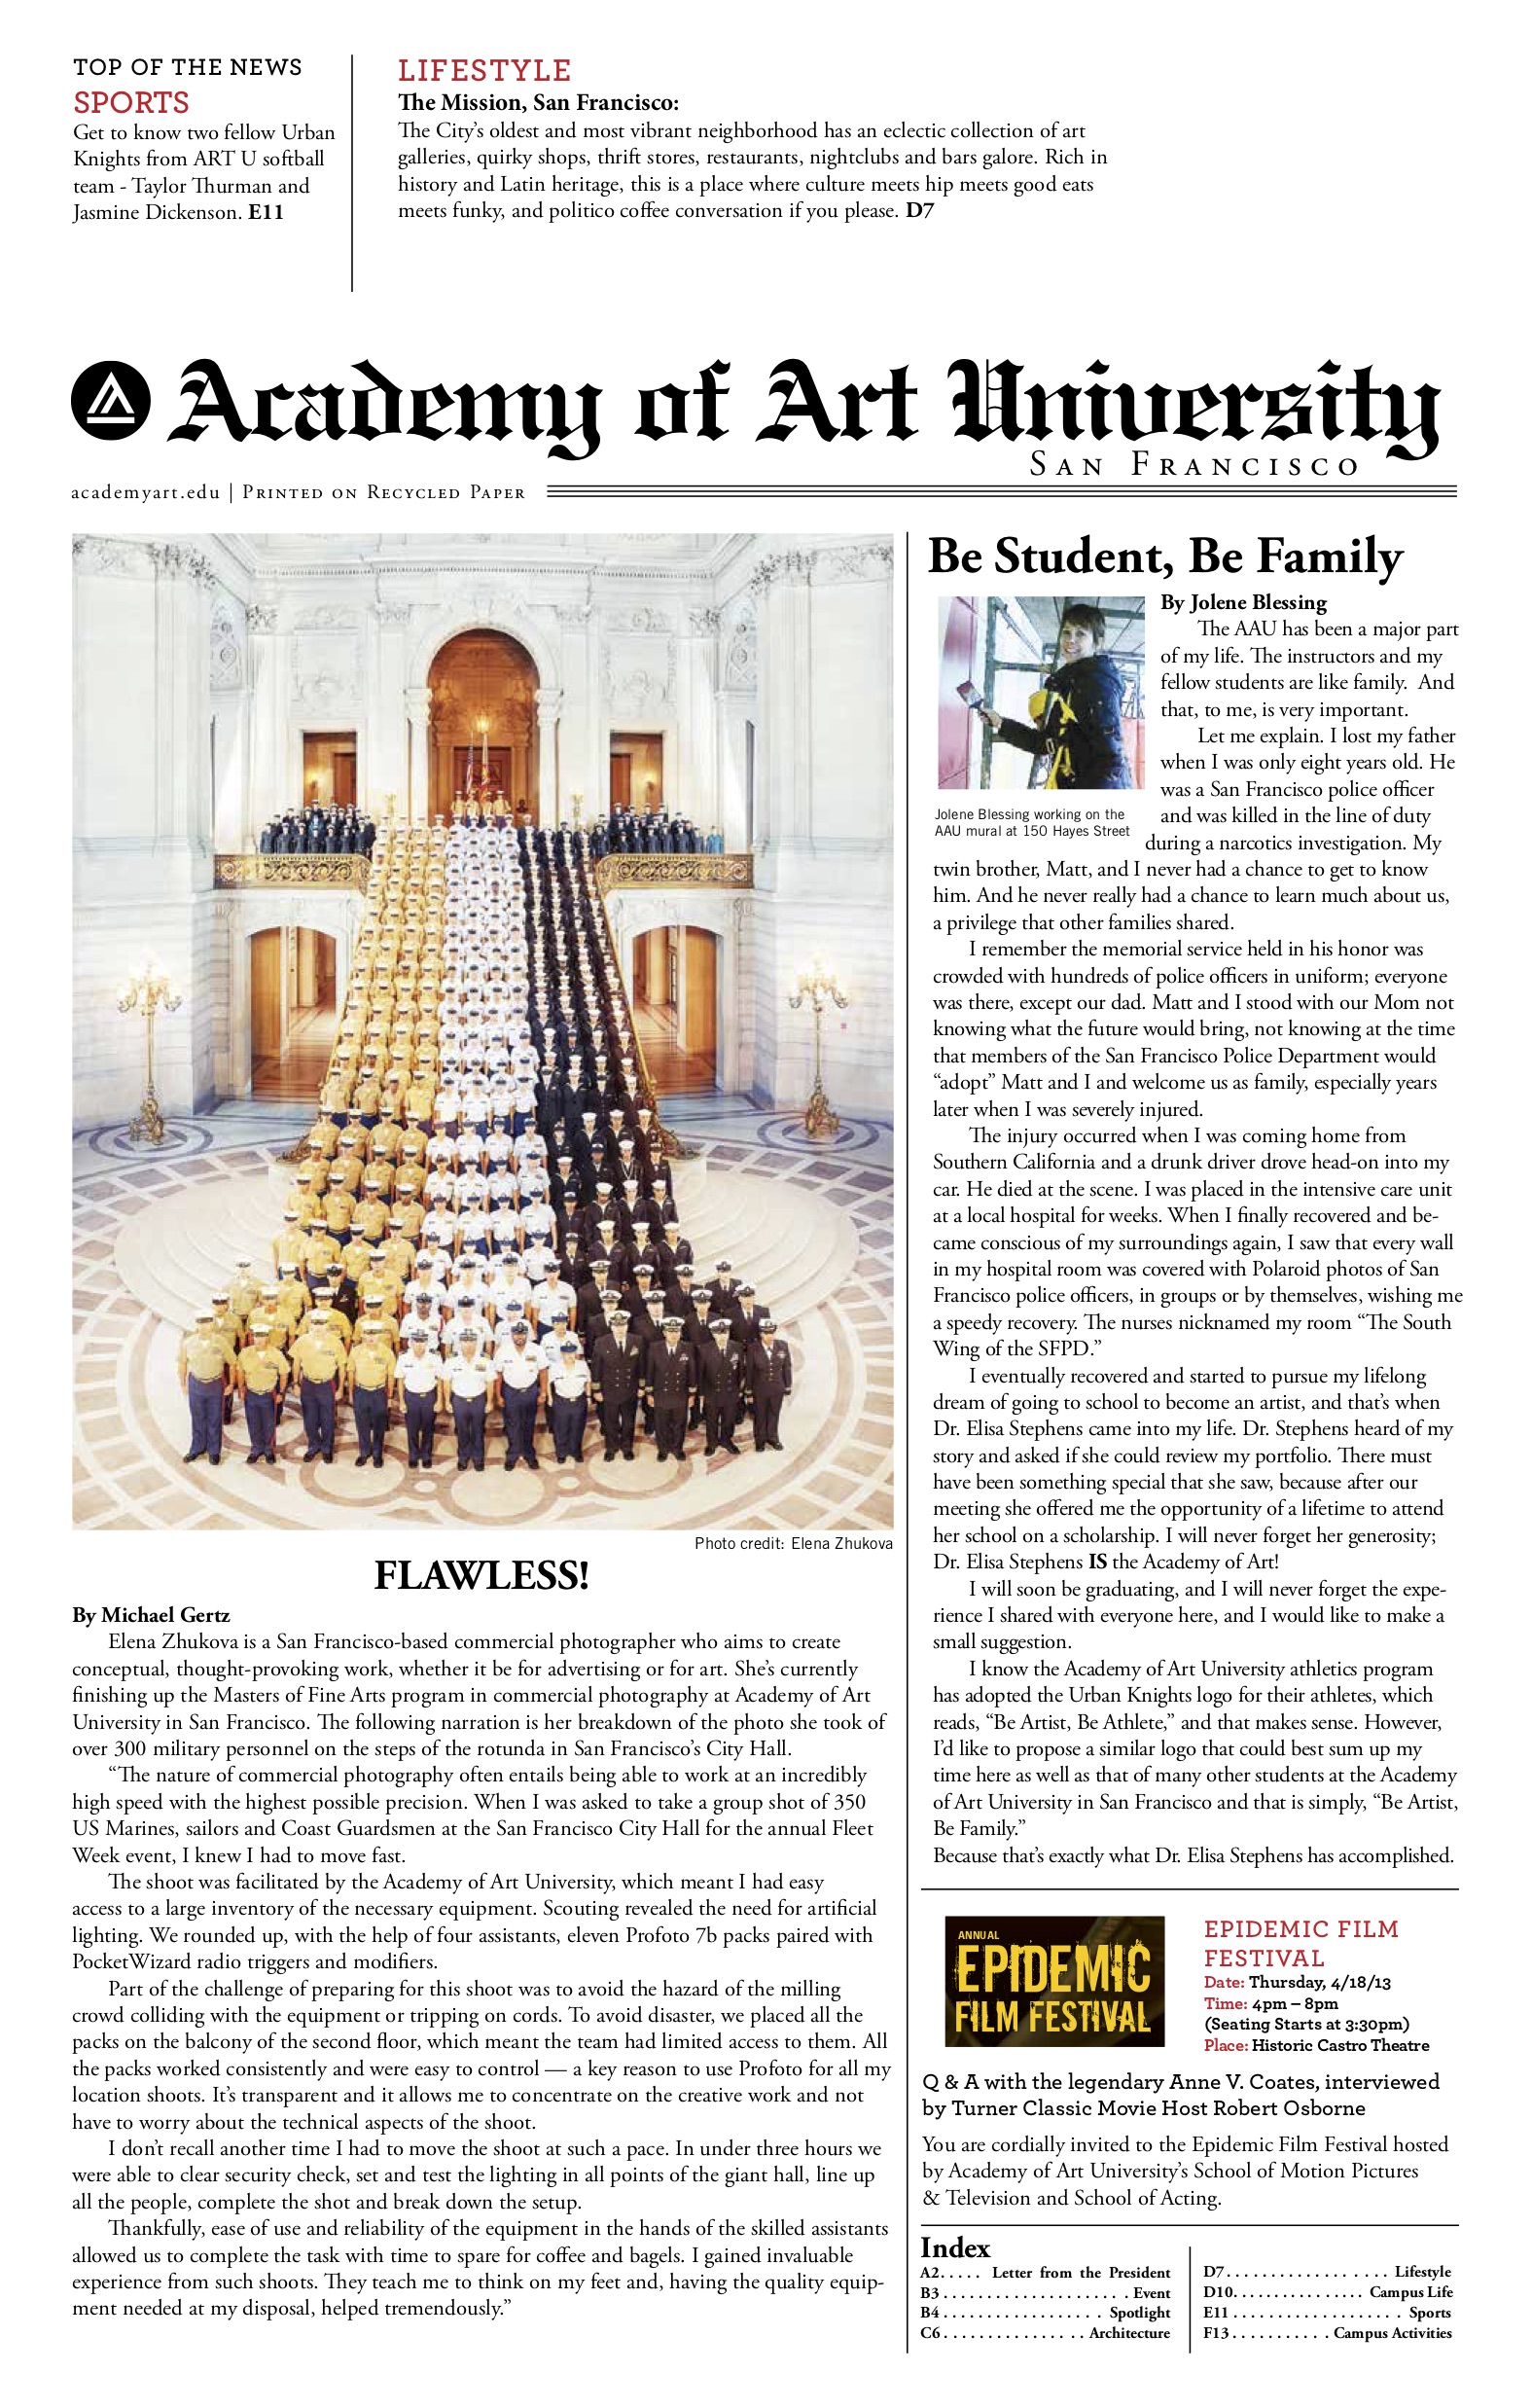 TOP OF THE NEWS
SPORTS
Get to know two fellow Urban
Knights from ART U softball
team - Taylor Thurman and
Jasmine Dickenson. E11
LIFESTYLE
The Mission, San Francisco:
The City’s oldest and most vibrant neighborhood has an eclectic collection of art
galleries, quirky shops, thrift stores, restaurants, nightclubs and bars galore. Rich in
history and Latin heritage, this is a place where culture meets hip meets good eats
meets funky, and politico coffee conversation if you please. D7
Academy of Art University
San Francisco
academyart.edu | Printed on Recycled Paper
Photo credit: Elena Zhukova
FLAWLESS!
By Michael Gertz
Elena Zhukova is a San Francisco-based commercial photographer who aims to create
conceptual, thought-provoking work, whether it be for advertising or for art. She’s currently
finishing up the Masters of Fine Arts program in commercial photography at Academy of Art
University in San Francisco. The following narration is her breakdown of the photo she took of
over 300 military personnel on the steps of the rotunda in San Francisco’s City Hall.
“The nature of commercial photography often entails being able to work at an incredibly
high speed with the highest possible precision. When I was asked to take a group shot of 350
US Marines, sailors and Coast Guardsmen at the San Francisco City Hall for the annual Fleet
Week event, I knew I had to move fast.
The shoot was facilitated by the Academy of Art University, which meant I had easy
access to a large inventory of the necessary equipment. Scouting revealed the need for artificial
lighting. We rounded up, with the help of four assistants, eleven Profoto 7b packs paired with
PocketWizard radio triggers and modifiers.
Part of the challenge of preparing for this shoot was to avoid the hazard of the milling
crowd colliding with the equipment or tripping on cords. To avoid disaster, we placed all the
packs on the balcony of the second floor, which meant the team had limited access to them. All
the packs worked consistently and were easy to control — a key reason to use Profoto for all my
location shoots. It’s transparent and it allows me to concentrate on the creative work and not
have to worry about the technical aspects of the shoot.
I don’t recall another time I had to move the shoot at such a pace. In under three hours we
were able to clear security check, set and test the lighting in all points of the giant hall, line up
all the people, complete the shot and break down the setup.
Thankfully, ease of use and reliability of the equipment in the hands of the skilled assistants
allowed us to complete the task with time to spare for coffee and bagels. I gained invaluable
experience from such shoots. They teach me to think on my feet and, having the quality equip-
ment needed at my disposal, helped tremendously.”
Be Student, Be Family
By Jolene Blessing
The AAU has been a major part
of my life. The instructors and my
fellow students are like family. And
that, to me, is very important.
Let me explain. I lost my father
when I was only eight years old. He
was a San Francisco police officer
and was killed in the line of duty
Jolene Blessing working on the
AAU mural at 150 Hayes Street
during a narcotics investigation. My
twin brother, Matt, and I never had a chance to get to know
him. And he never really had a chance to learn much about us,
a privilege that other families shared.
I remember the memorial service held in his honor was
crowded with hundreds of police officers in uniform; everyone
was there, except our dad. Matt and I stood with our Mom not
knowing what the future would bring, not knowing at the time
that members of the San Francisco Police Department would
“adopt” Matt and I and welcome us as family, especially years
later when I was severely injured.
The injury occurred when I was coming home from
Southern California and a drunk driver drove head-on into my
car. He died at the scene. I was placed in the intensive care unit
at a local hospital for weeks. When I finally recovered and be-
came conscious of my surroundings again, I saw that every wall
in my hospital room was covered with Polaroid photos of San
Francisco police officers, in groups or by themselves, wishing me
a speedy recovery. The nurses nicknamed my room “The South
Wing of the SFPD.”
I eventually recovered and started to pursue my lifelong
dream of going to school to become an artist, and that’s when
Dr. Elisa Stephens came into my life. Dr. Stephens heard of my
story and asked if she could review my portfolio. There must
have been something special that she saw, because after our
meeting she offered me the opportunity of a lifetime to attend
her school on a scholarship. I will never forget her generosity;
Dr. Elisa Stephens IS the Academy of Art!
I will soon be graduating, and I will never forget the expe-
rience I shared with everyone here, and I would like to make a
small suggestion.
I know the Academy of Art University athletics program
has adopted the Urban Knights logo for their athletes, which
reads, “Be Artist, Be Athlete,” and that makes sense. However,
I’d like to propose a similar logo that could best sum up my
time here as well as that of many other students at the Academy
of Art University in San Francisco and that is simply, “Be Artist,
Be Family.”
Because that’s exactly what Dr. Elisa Stephens has accomplished.
ANNUAL
EPIDEMIC
FILM FESTIVAL
EPIDEMIC FILM
FESTIVAL
Date: Thursday, 4/18/13
Time: 4pm – 8pm
(Seating Starts at 3:30pm)
Place: Historic Castro Theatre
Q & A with the legendary Anne V. Coates, interviewed
by Turner Classic Movie Host Robert Osborne
You are cordially invited to the Epidemic Film Festival hosted
by Academy of Art University’s School of Motion Pictures
& Television and School of Acting.
Index
A2..... Letter from the President
B3..................... Event
B4.................. Spotlight
C6................ Architecture
D7.................. Lifestyle
D10............... Campus Life
E11................... Sports
F13........... Campus Activities